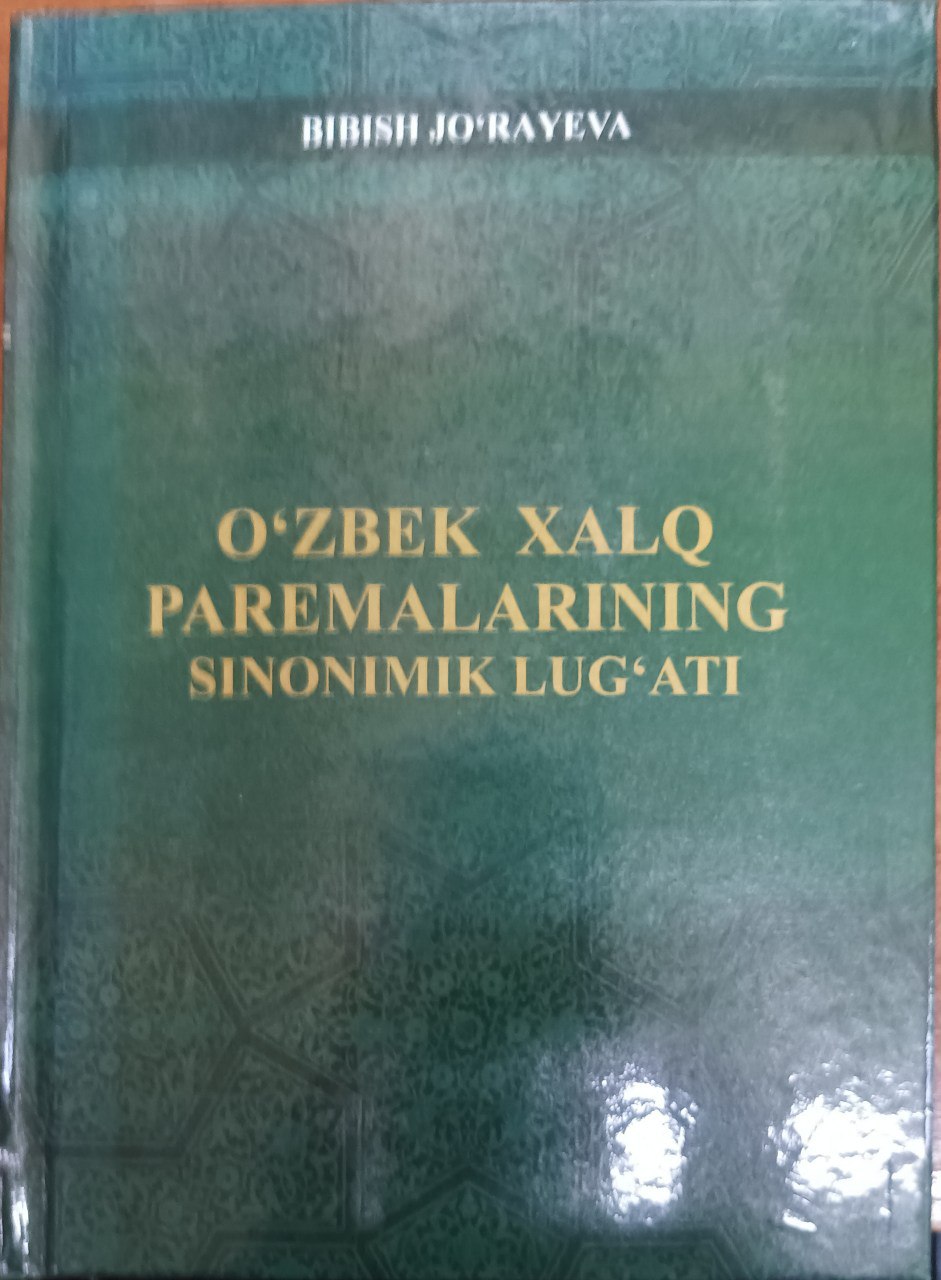 BIBISH JO‘RAYEVA
O‘ZBEK XALQ
PAREMALARINING
SINONIMIK LUG‘ATI